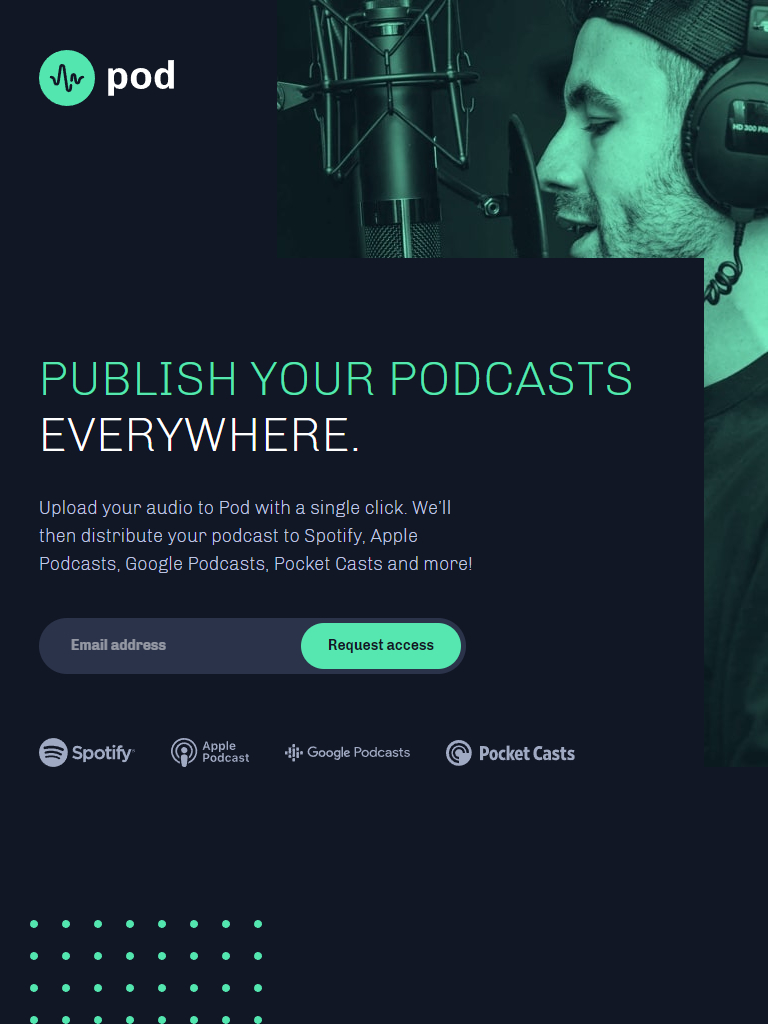 pod
HD 300 PR
PUBLISH YOUR PODCASTS
EVERYWHERE.
Upload your audio to Pod with a single click. We’ll
then distribute your podcast to Spotify, Apple
Podcasts, Google Podcasts, Pocket Casts and more!
Email address
Request access
Spotify
Apple
Podcast
Google Podcasts
Pocket Casts